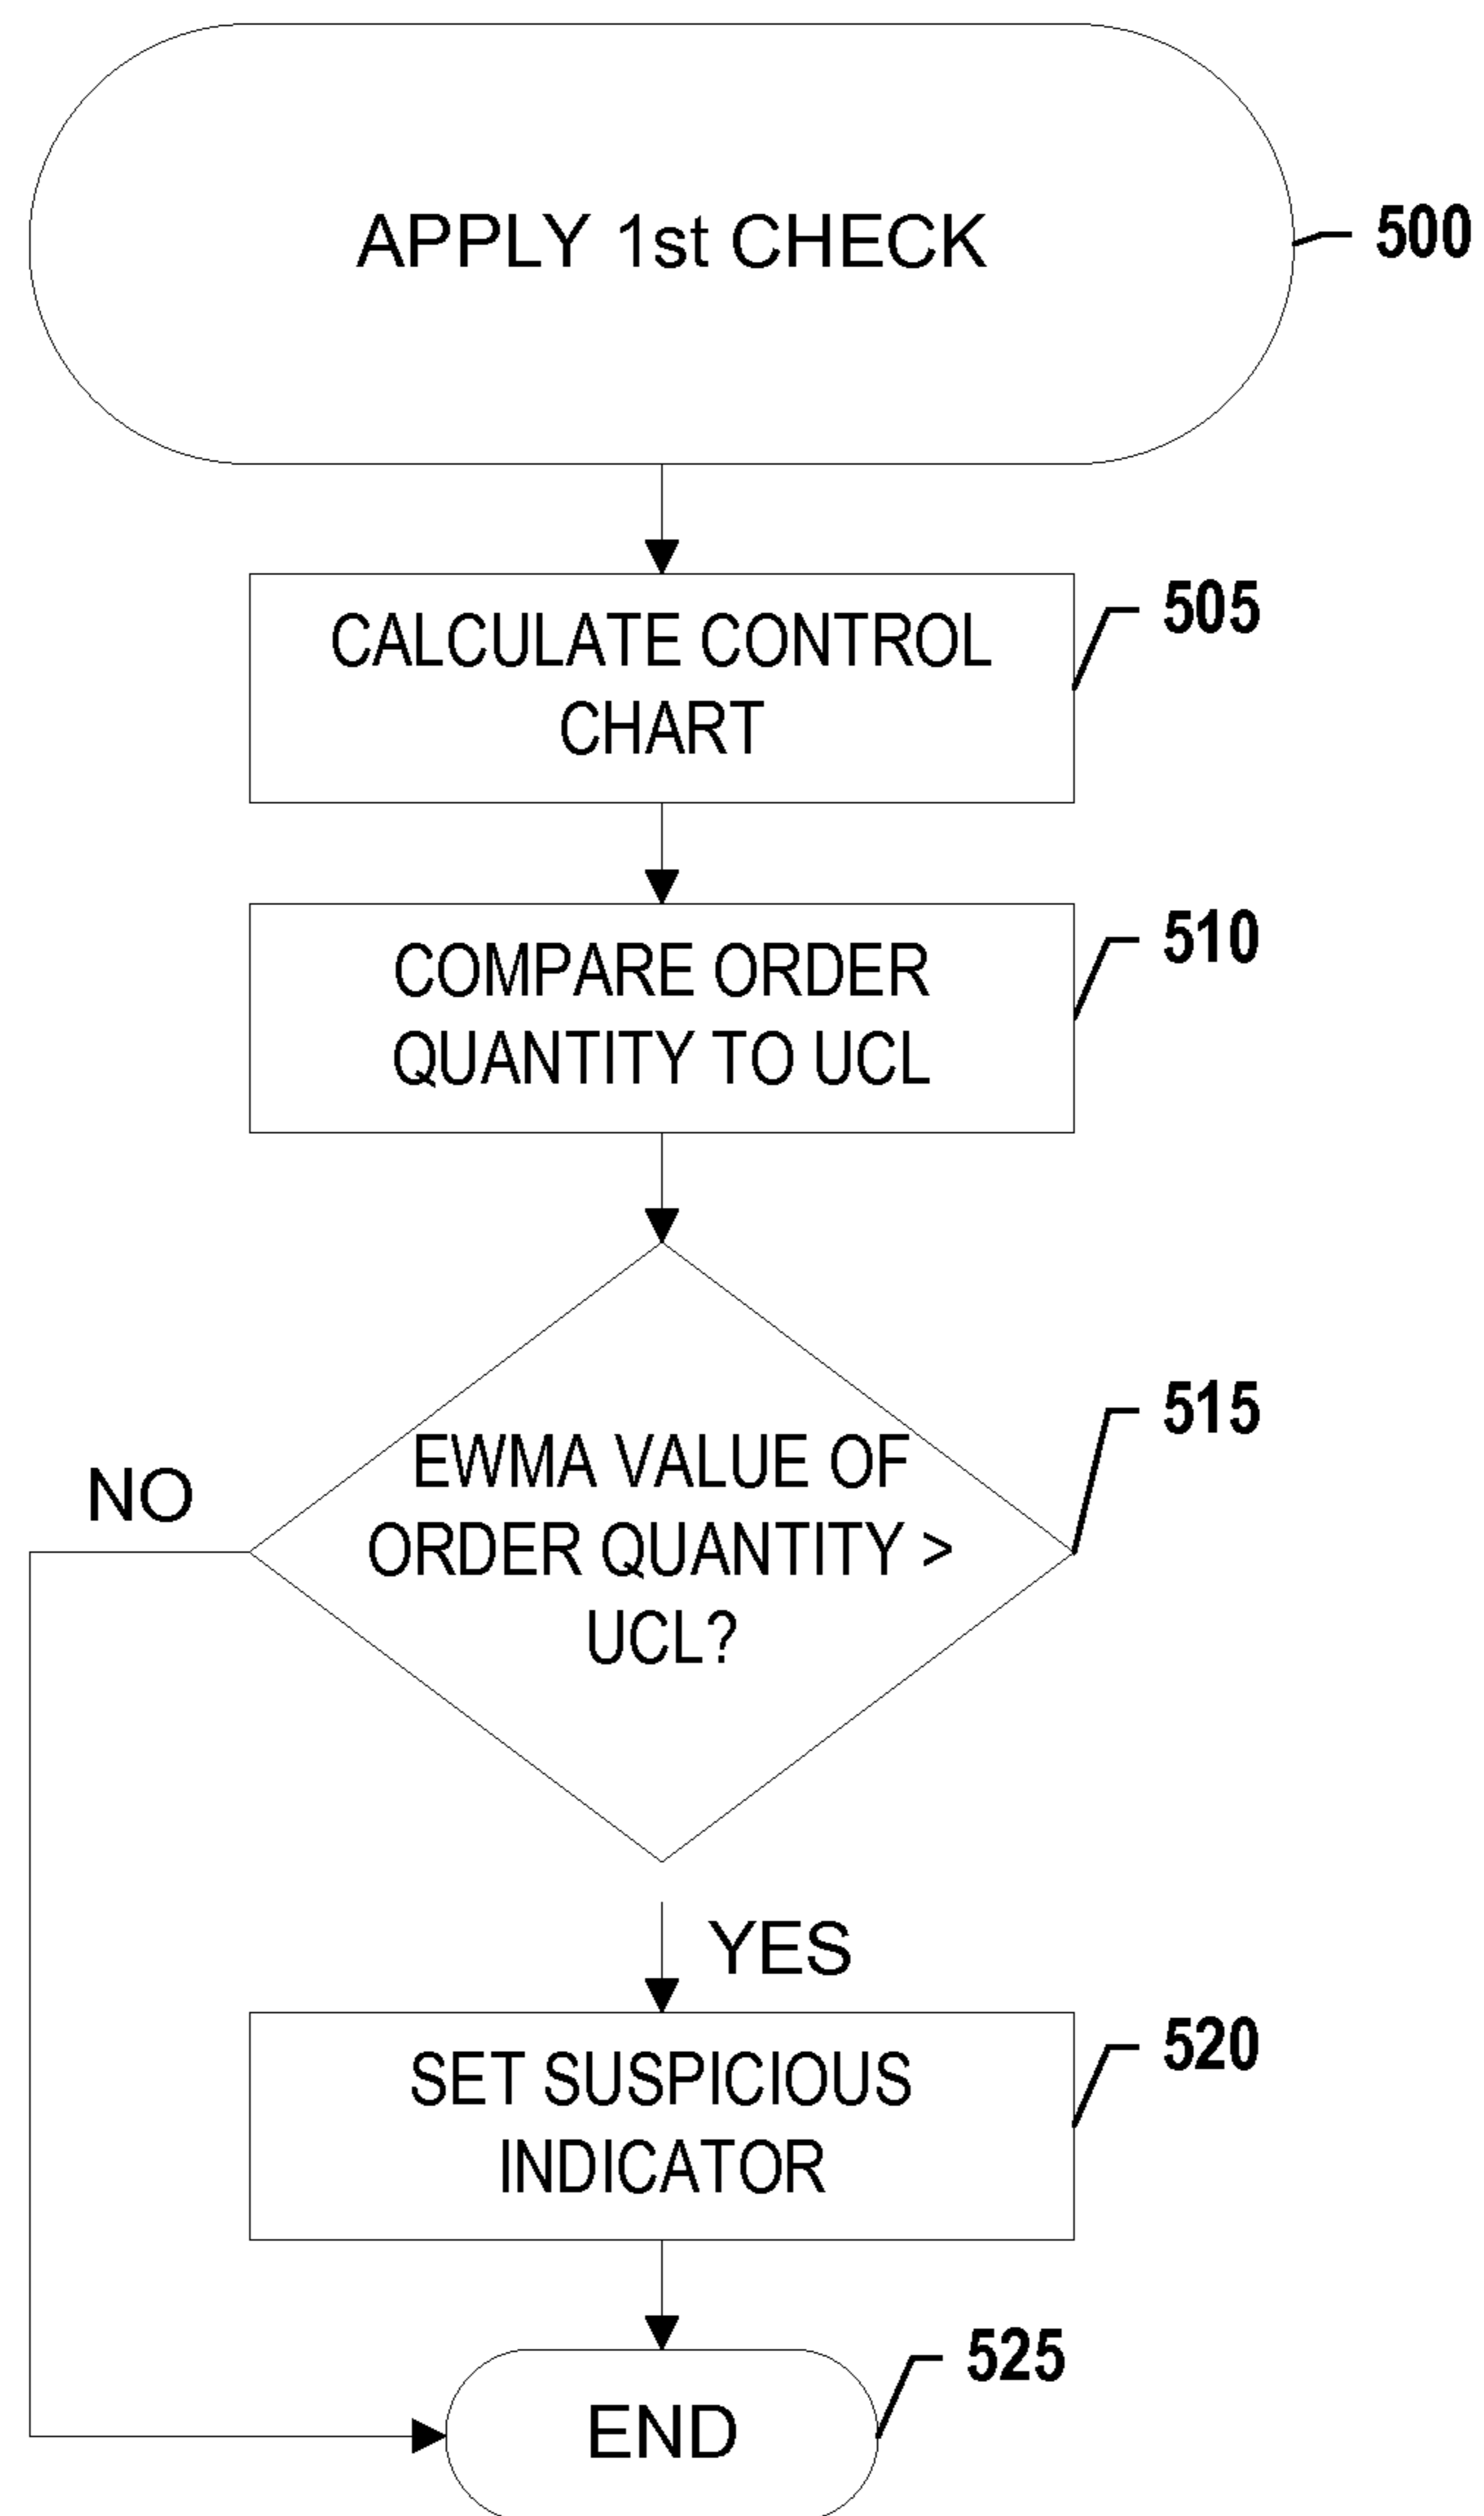 APPLY 1st CHECK
500
CALCULATE CONTROL
CHART
505
COMPARE ORDER
QUANTITY TO UCL
510
EWMA VALUE OF
ORDER QUANTITY >
UCL?
515
NO
YES
SET SUSPICIOUS
INDICATOR
520
END
525